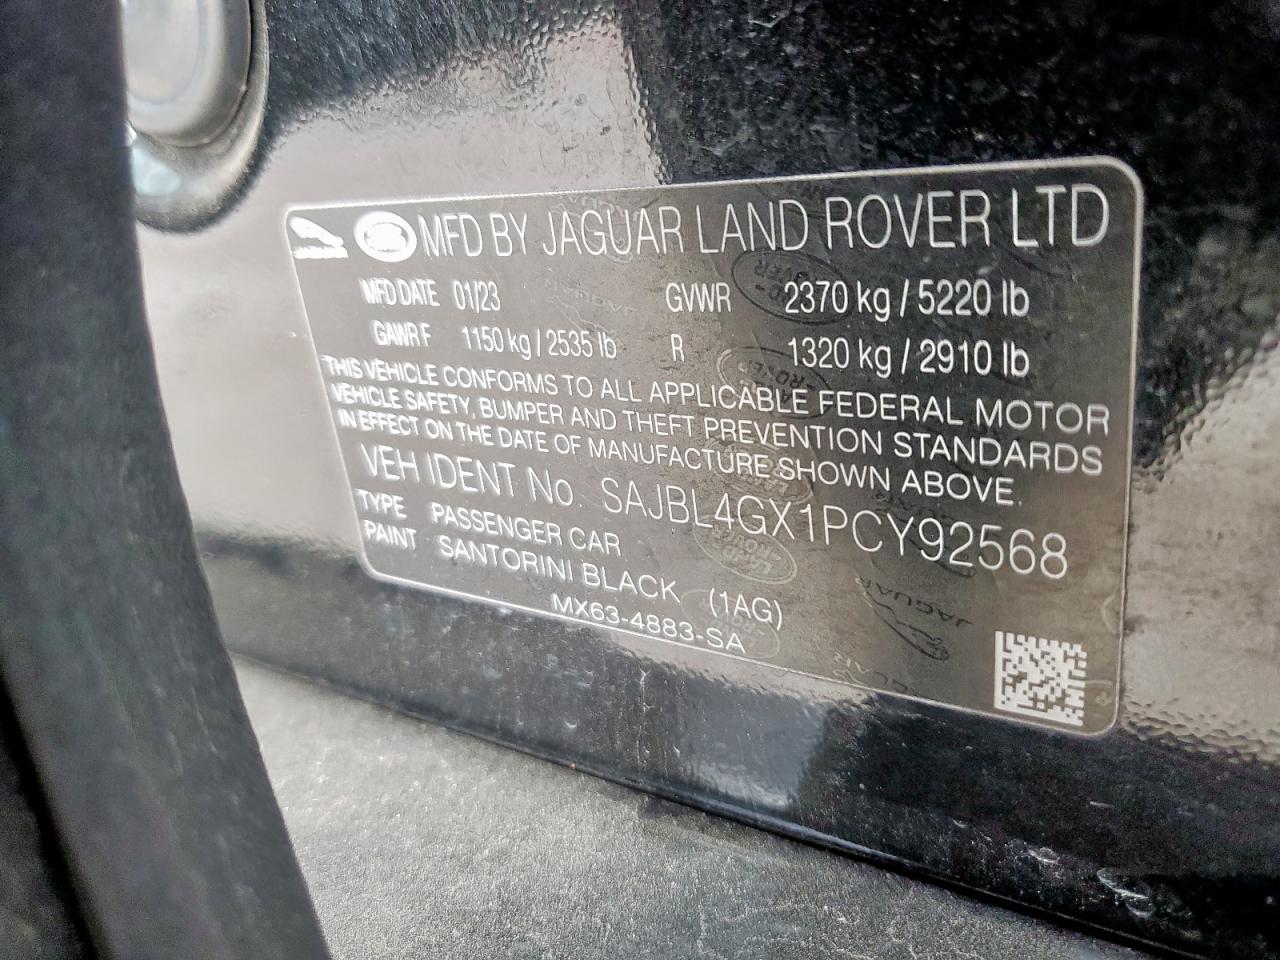 MFD BY JAGUAR LAND ROVER LTD
MFD DATE 01/23 GVWR 2370 kg / 5220 lb
GAWR F 1150 kg / 2535 lb R 1320 kg / 2910 lb
THIS VEHICLE CONFORMS TO ALL APPLICABLE FEDERAL MOTOR
VEHICLE SAFETY, BUMPER AND THEFT PREVENTION STANDARDS
IN EFFECT ON THE DATE OF MANUFACTURE SHOWN ABOVE.
VEH IDENT No. SAJBL4GX1PCY92568
TYPE PASSENGER CAR
PAINT SANTORINI BLACK (1AG)
MX63-4883-SA